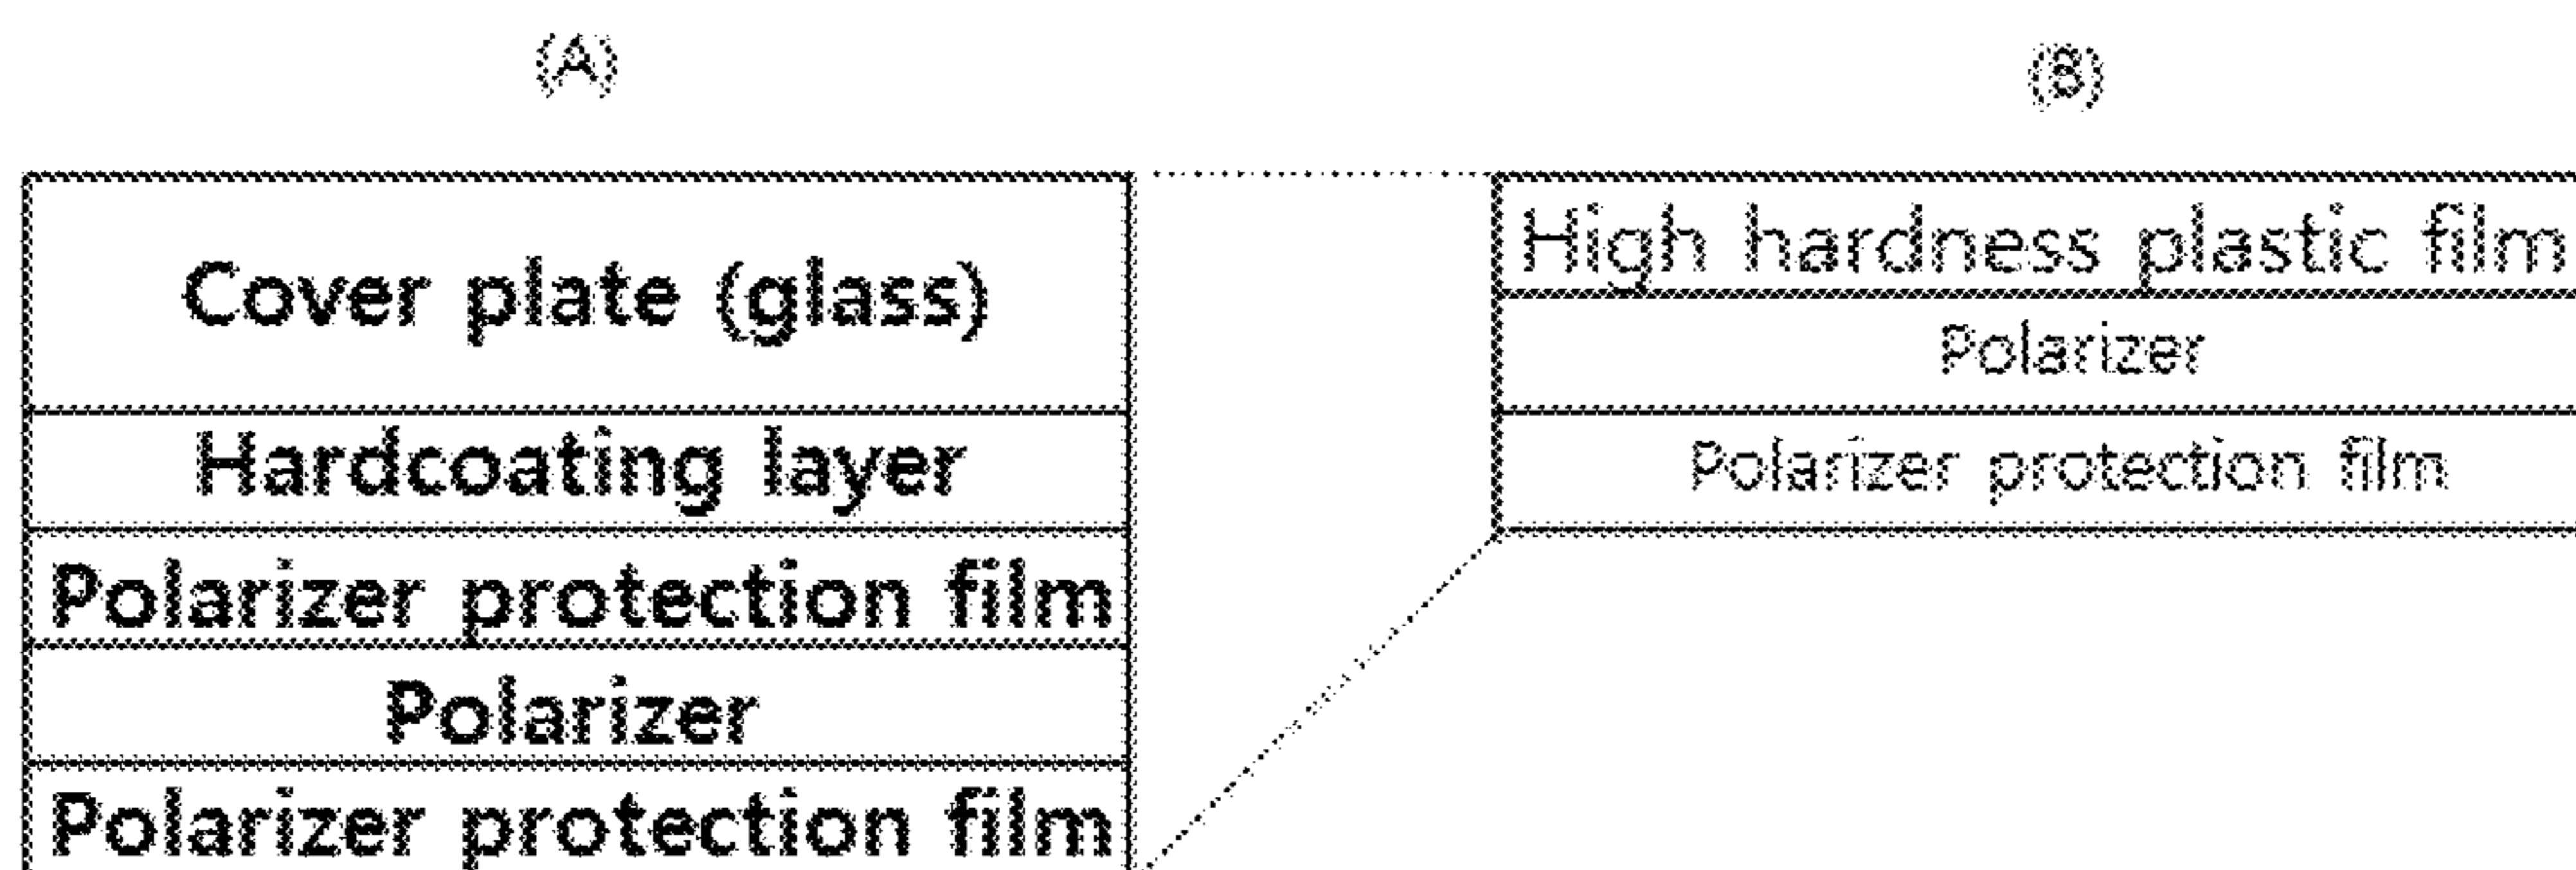 (A)
(B)
Cover plate (glass)
Hardcoating layer
Polarizer protection film
Polarizer
Polarizer protection film
High hardness plastic film
Polarizer
Polarizer protection film